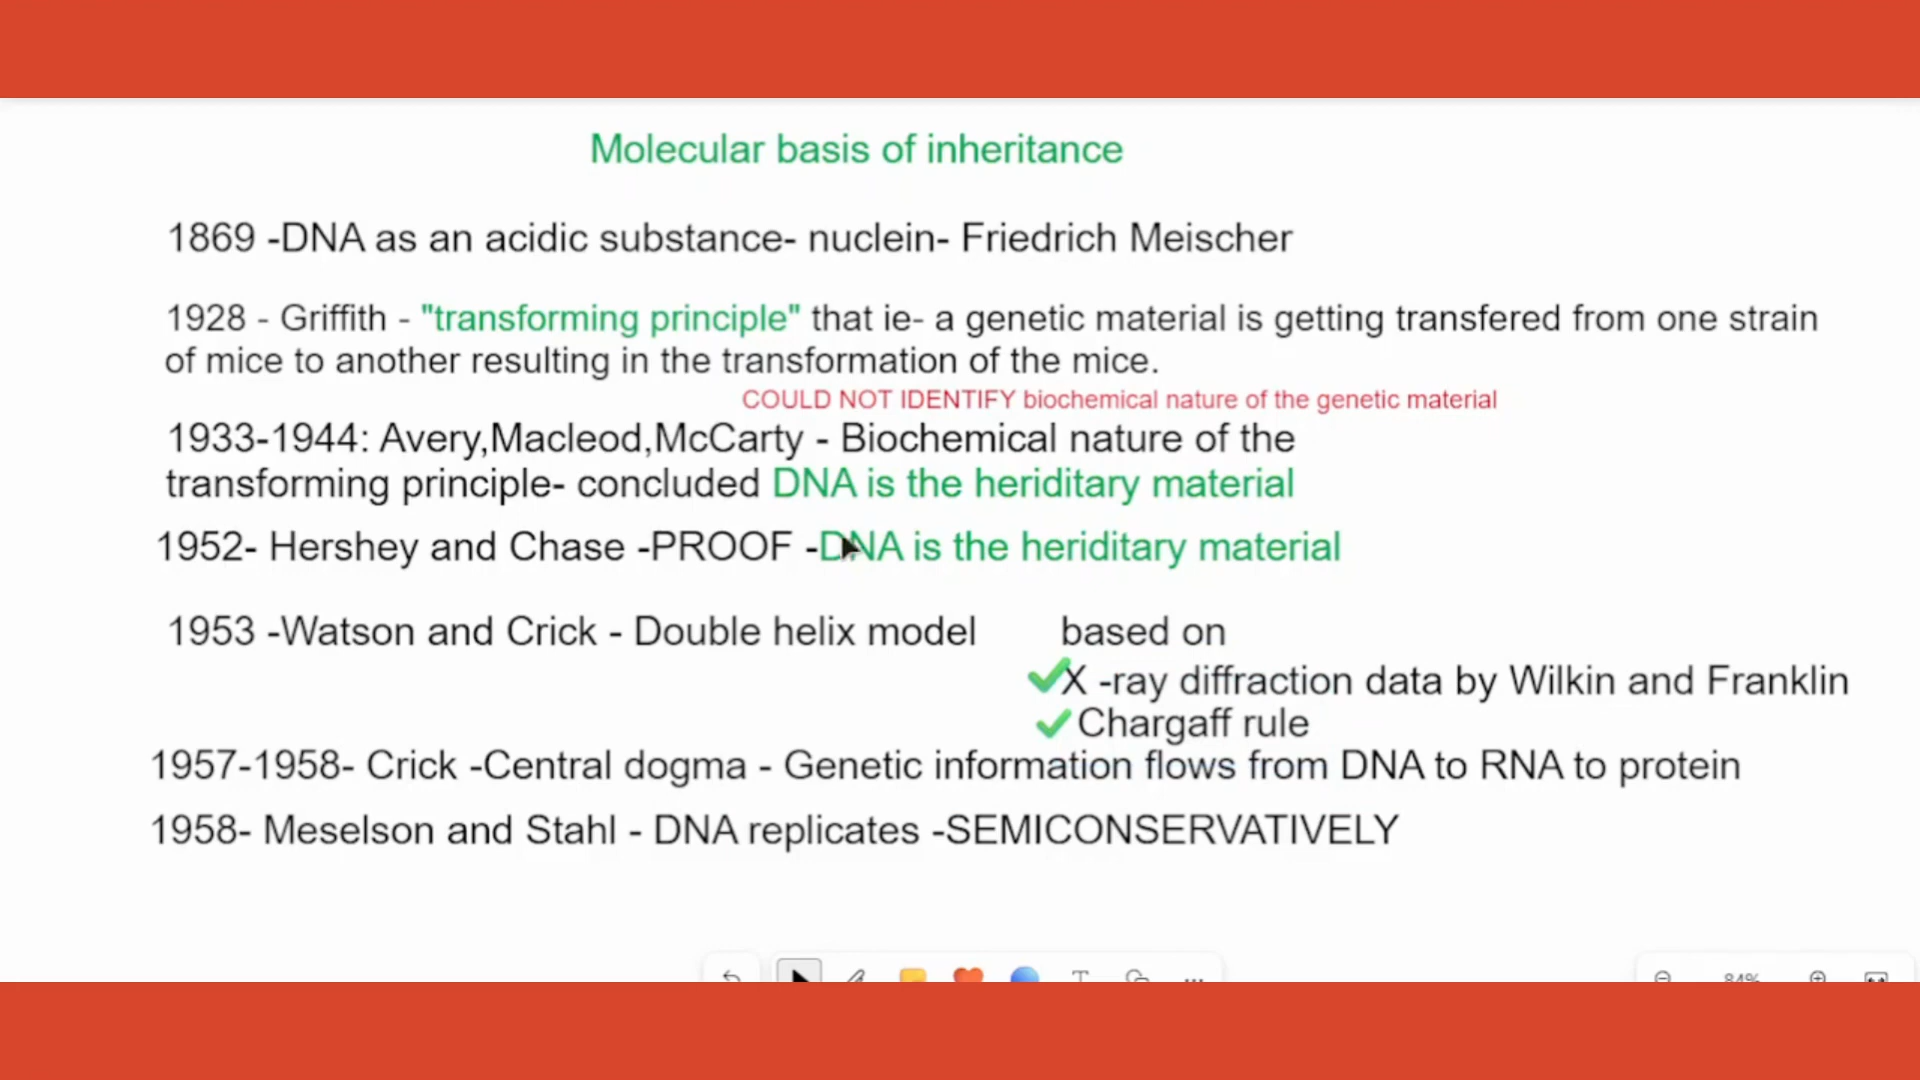 Molecular basis of inheritance
1869 -DNA as an acidic substance- nuclein- Friedrich Meischer
1928 - Griffith - "transforming principle" that ie- a genetic material is getting transfered from one strain
of mice to another resulting in the transformation of the mice.
COULD NOT IDENTIFY biochemical nature of the genetic material
1933-1944: Avery,Macleod,McCarty - Biochemical nature of the
transforming principle- concluded DNA is the heriditary material
1952- Hershey and Chase -PROOF -DNA is the heriditary material
1953 -Watson and Crick - Double helix model based on
X -ray diffraction data by Wilkin and Franklin
Chargaff rule
1957-1958- Crick -Central dogma - Genetic information flows from DNA to RNA to protein
1958- Meselson and Stahl - DNA replicates -SEMICONSERVATIVELY
84%